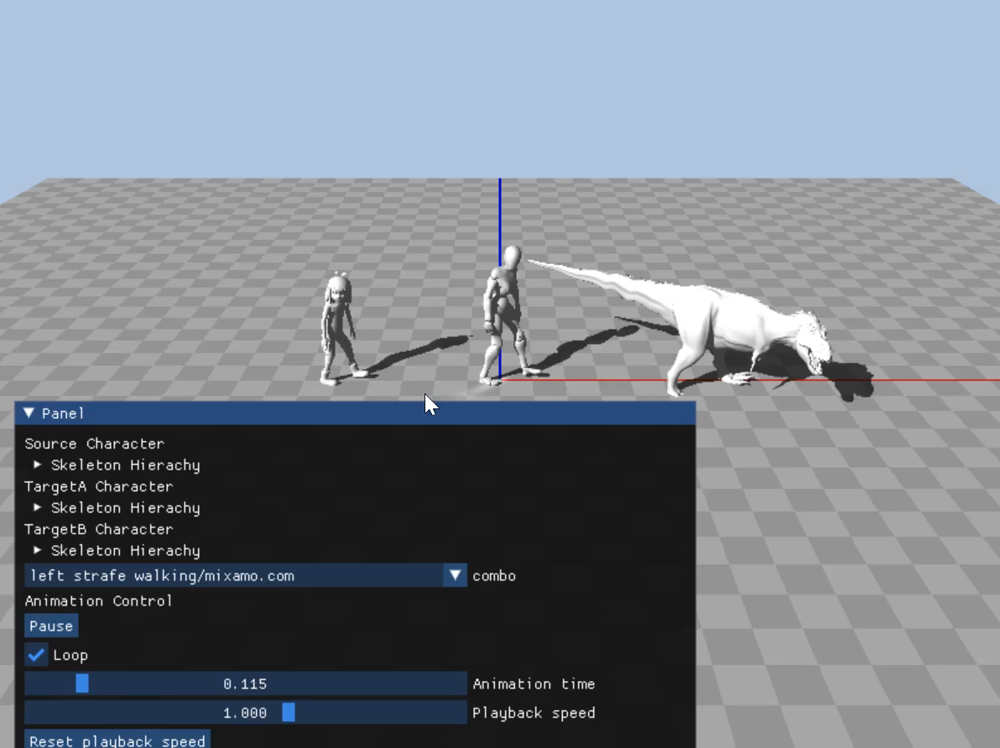 Panel
Source Character
Skeleton Hierachy
TargetA Character
Skeleton Hierachy
TargetB Character
Skeleton Hierachy
left strafe walking/mixamo.com combo
Animation Control
Pause
Loop
0.115 Animation time
1.000 Playback speed
Reset playback speed